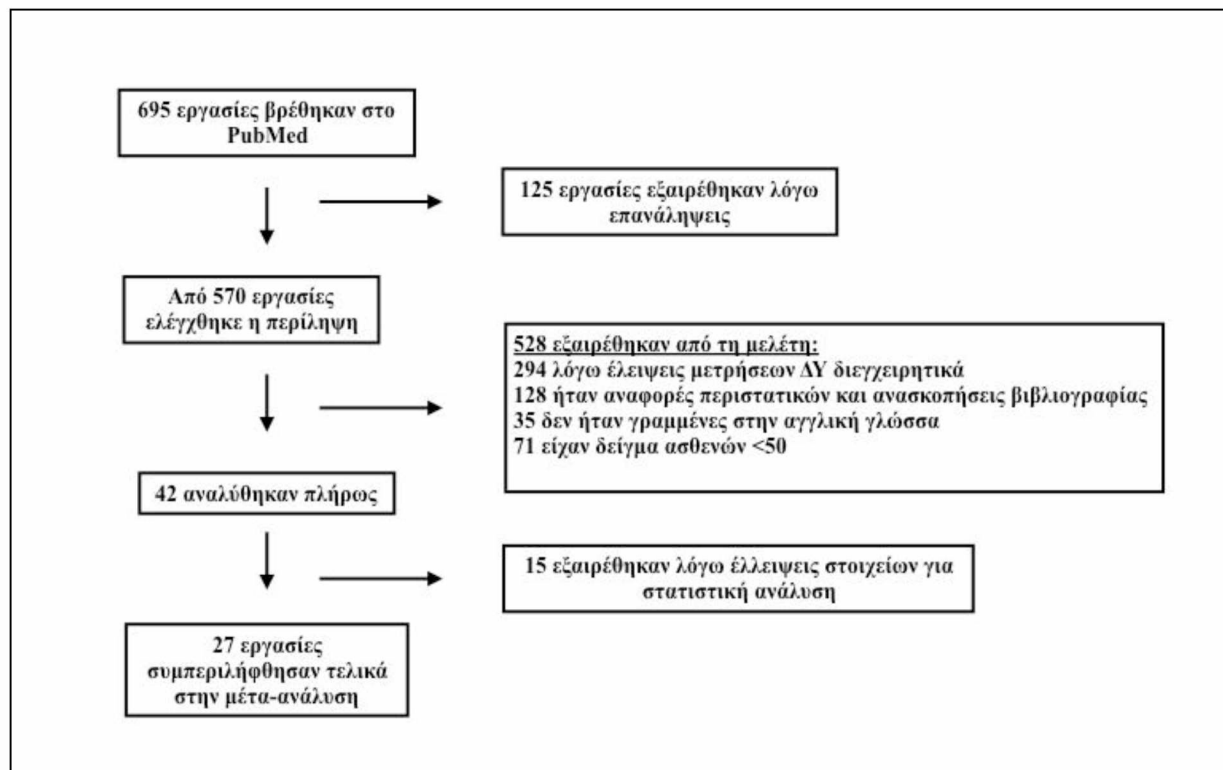 695 εργασίες βρέθηκαν στο
PubMed
125 εργασίες εξαιρέθηκαν λόγω
επανάληψεις
Από 570 εργασίες
ελέγχθηκε η περίληψη
528 εξαιρέθηκαν από τη μελέτη:
294 λόγω έλειψεις μετρήσεων ΔΥ διεγχειρητικά
128 ήταν αναφορές περιστατικών και ανασκοπήσεις βιβλιογραφίας
35 δεν ήταν γραμμένες στην αγγλική γλώσσα
71 είχαν δείγμα ασθενών <50
42 αναλύθηκαν πλήρως
15 εξαιρέθηκαν λόγω έλλειψεις στοιχείων για
στατιστική ανάλυση
27 εργασίες
συμπεριλήφθησαν τελικά
στην μέτα-ανάλυση